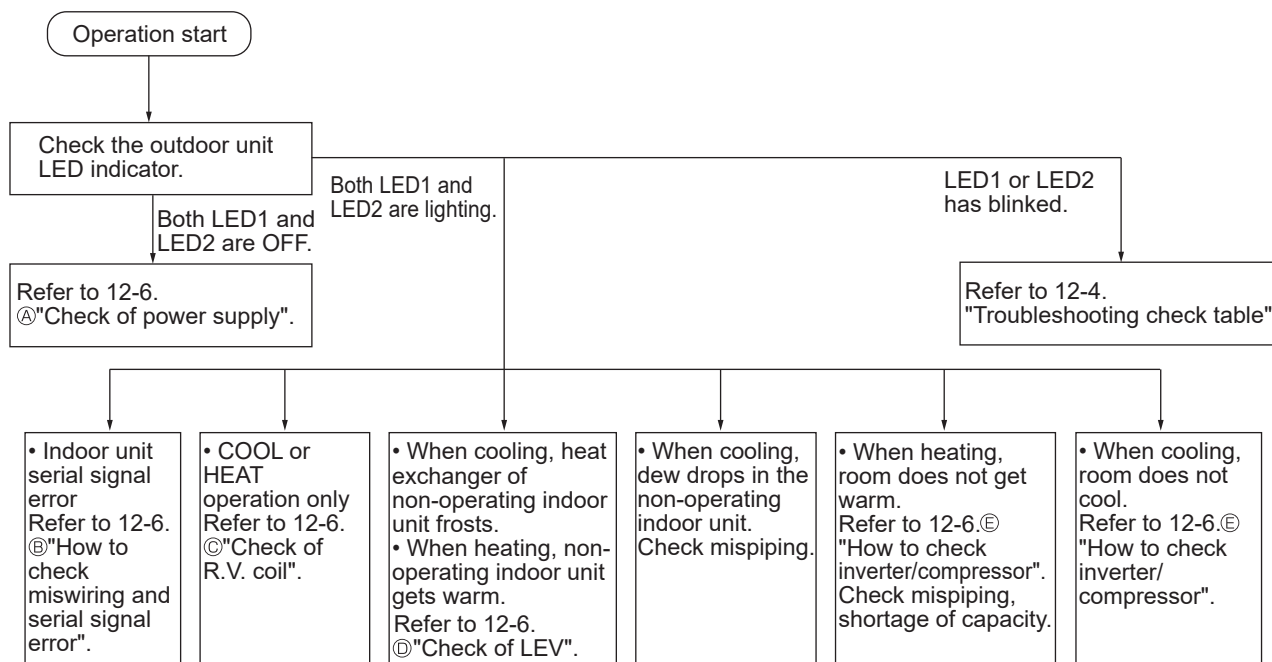 Operation start
Check the outdoor unit
LED indicator.
Both LED1 and
LED2 are OFF.
Both LED1 and
LED2 are lighting.
LED1 or LED2
has blinked.
Refer to 12-6.
Ⓐ"Check of power supply".
Refer to 12-4.
"Troubleshooting check table"
• Indoor unit
serial signal
error
Refer to 12-6.
Ⓑ"How to
check
miswiring and
serial signal
error".
• COOL or
HEAT
operation only
Refer to 12-6.
Ⓒ"Check of
R.V. coil".
• When cooling, heat
exchanger of
non-operating indoor
unit frosts.
• When heating, non-
operating indoor unit
gets warm.
Refer to 12-6.
Ⓓ"Check of LEV".
• When cooling,
dew drops in the
non-operating
indoor unit.
Check mispiping.
• When heating,
room does not get
warm.
Refer to 12-6.Ⓔ
"How to check
inverter/compressor".
Check mispiping,
shortage of capacity.
• When cooling,
room does not
cool.
Refer to 12-6.Ⓔ
"How to check
inverter/
compressor".